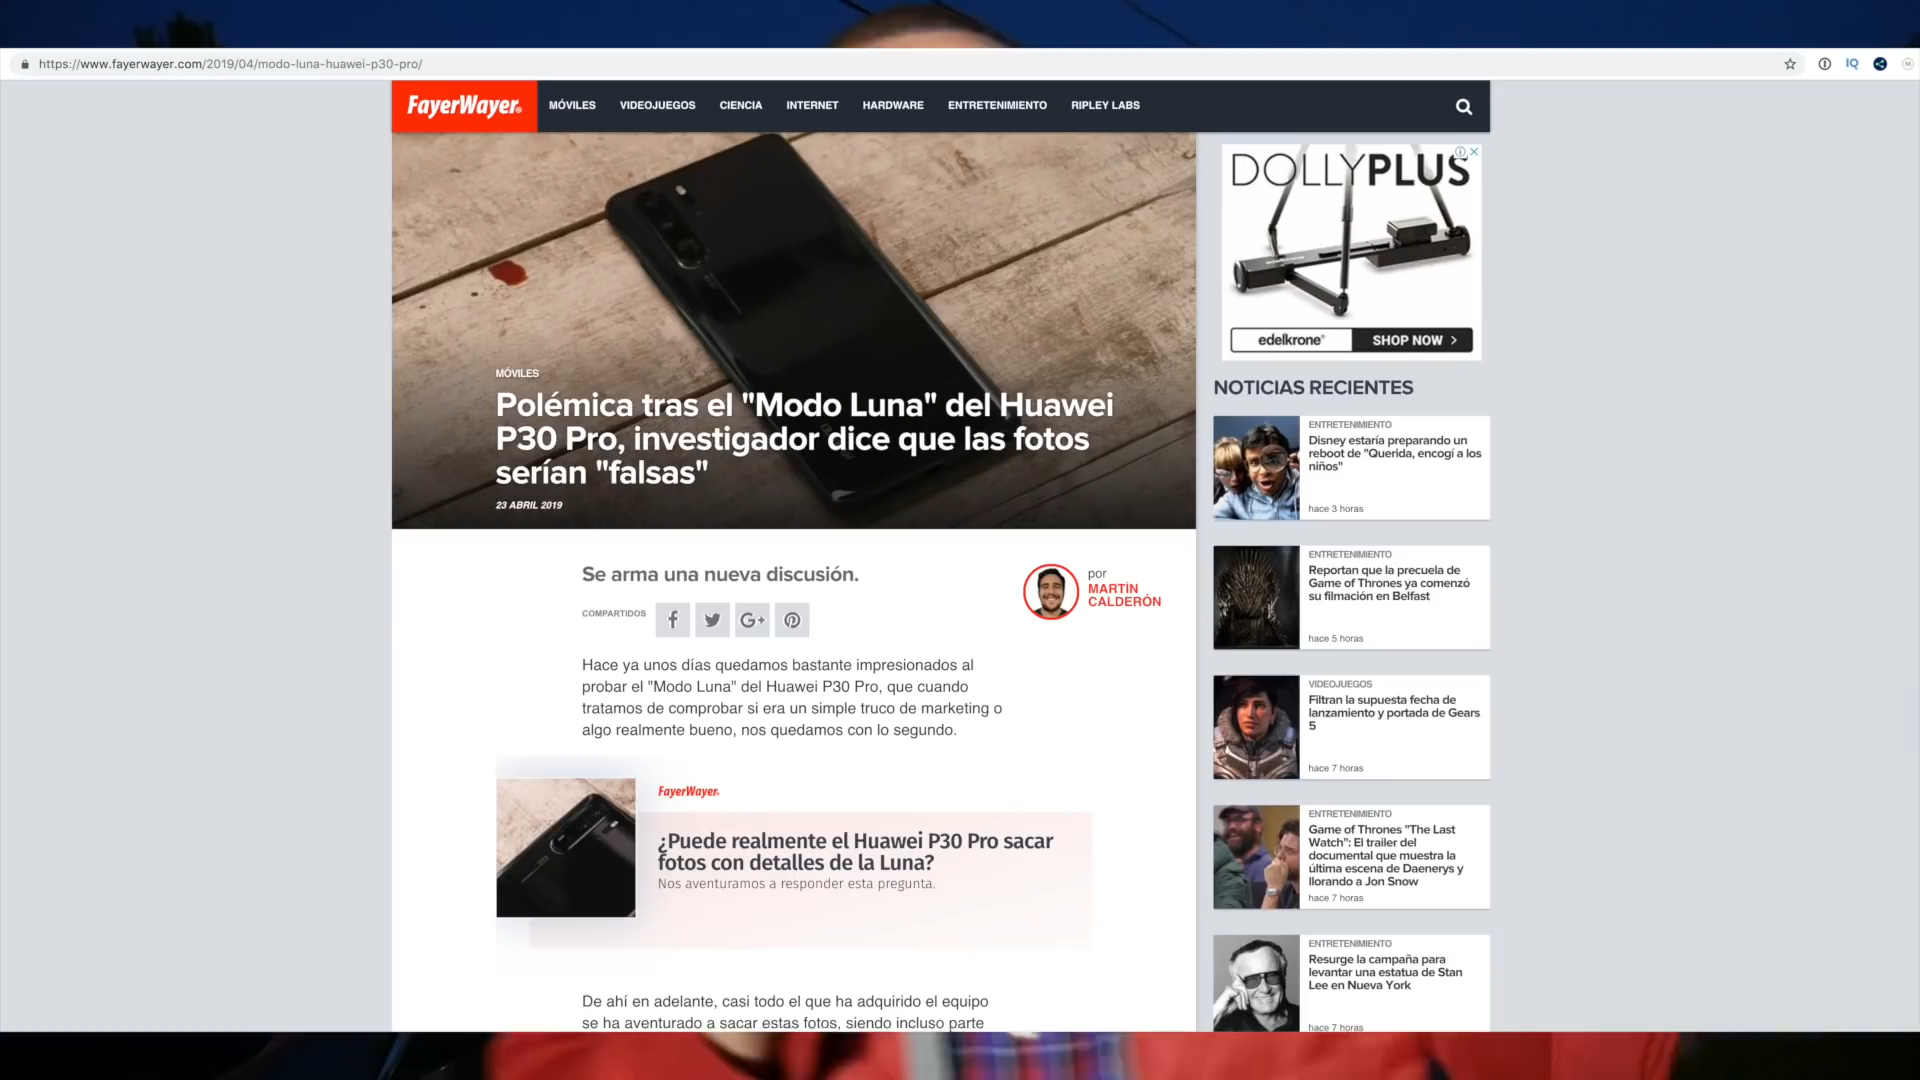 https://www.fayerwayer.com/2019/04/modo-luna-huawei-p30-pro/
IQ
FayerWayer
MÓVILES
VIDEOJUEGOS
CIENCIA
INTERNET
HARDWARE
ENTRETENIMIENTO
RIPLEY LABS
MÓVILES
Polémica tras el "Modo Luna" del Huawei
P30 Pro, investigador dice que las fotos
serían "falsas"
23 ABRIL 2019
Se arma una nueva discusión.
COMPARTIDOS
G+
por
MARTÍN
CALDERÓN
Hace ya unos días quedamos bastante impresionados al
probar el "Modo Luna" del Huawei P30 Pro, que cuando
tratamos de comprobar si era un simple truco de marketing o
algo realmente bueno, nos quedamos con lo segundo.
FayerWayer
¿Puede realmente el Huawei P30 Pro sacar
fotos con detalles de la Luna?
Nos aventuramos a responder esta pregunta.
De ahí en adelante, casi todo el que ha adquirido el equipo
se ha aventurado a sacar estas fotos, siendo incluso parte
DOLLYPLUS
edelkrone®
SHOP NOW >
NOTICIAS RECIENTES
ENTRETENIMIENTO
Disney estaría preparando un
reboot de "Querida, encogí a los
niños"
hace 3 horas
ENTRETENIMIENTO
Reportan que la precuela de
Game of Thrones ya comenzó
su filmación en Belfast
hace 5 horas
VIDEOJUEGOS
Filtran la supuesta fecha de
lanzamiento y portada de Gears
5
hace 7 horas
ENTRETENIMIENTO
Game of Thrones "The Last
Watch": El trailer del
documental que muestra la
última escena de Daenerys y
llorando a Jon Snow
hace 7 horas
ENTRETENIMIENTO
Resurge la campaña para
levantar una estatua de Stan
Lee en Nueva York
hace 7 horas